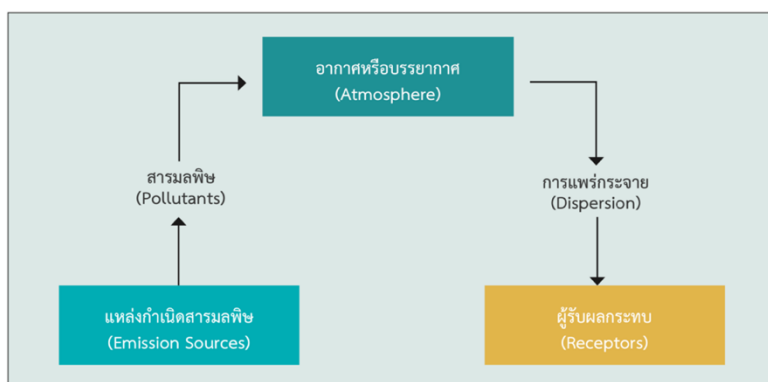 อากาศหรือบรรยากาศ
(Atmosphere)
สารมลพิษ
(Pollutants)
การแพร่กระจาย
(Dispersion)
แหล่งกำเนิดสารมลพิษ
(Emission Sources)
ผู้รับผลกระทบ
(Receptors)